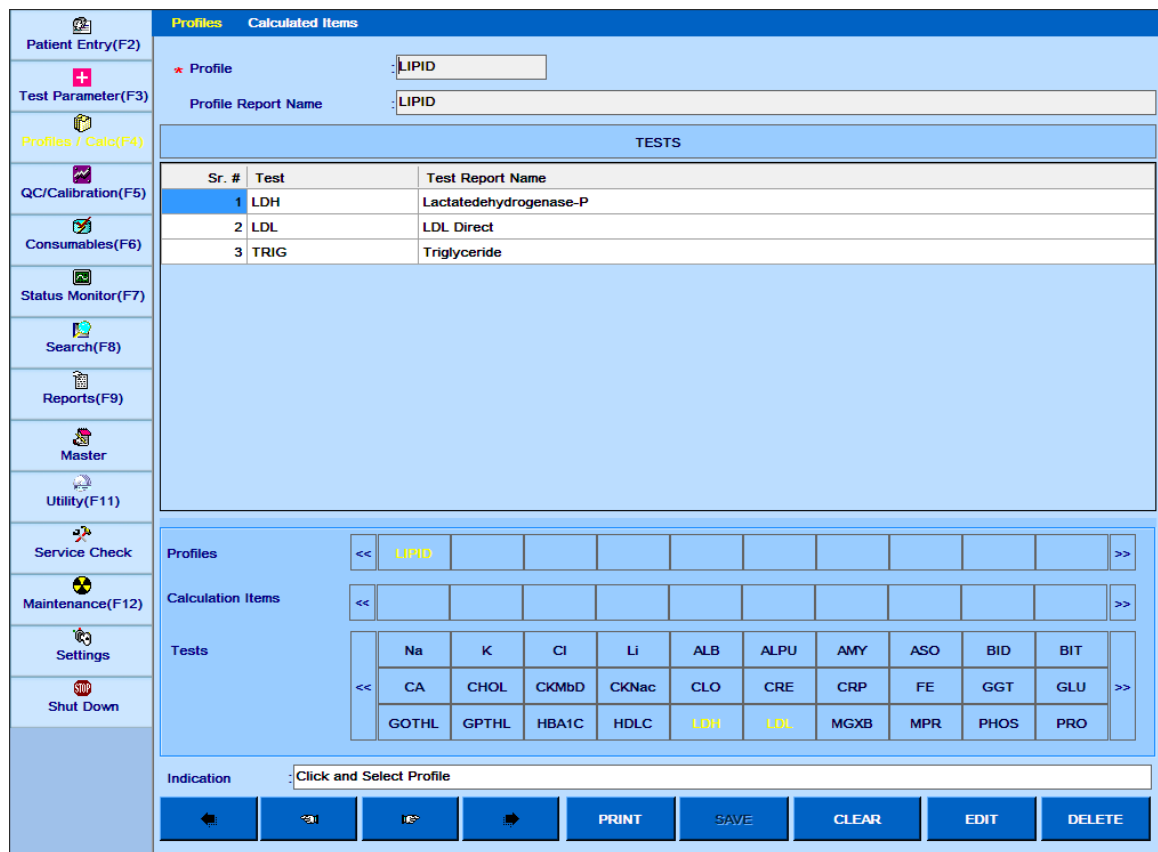 Patient Entry(F2)
Test Parameter(F3)
Profiles / Calc(F4)
QC/Calibration(F5)
Consumables(F6)
Status Monitor(F7)
Search(F8)
Reports(F9)
Master
Utility(F11)
Service Check
Maintenance(F12)
Settings
STOP
Shut Down
Profiles Calculated Items
* Profile :LIPID
Profile Report Name :LIPID
TESTS
Sr. # Test Test Report Name
1 LDH Lactatedehydrogenase-P
2 LDL LDL Direct
3 TRIG Triglyceride
Profiles << LIPID >>
Calculation Items << >>
Tests Na K Cl Li ALB ALPU AMY ASO BID BIT
<< CA CHOL CKMbD CKNac CLO CRE CRP FE GGT GLU >>
GOTHL GPTHL HBA1C HDLC LDH LDL MGXB MPR PHOS PRO
Indication :Click and Select Profile
PRINT SAVE CLEAR EDIT DELETE